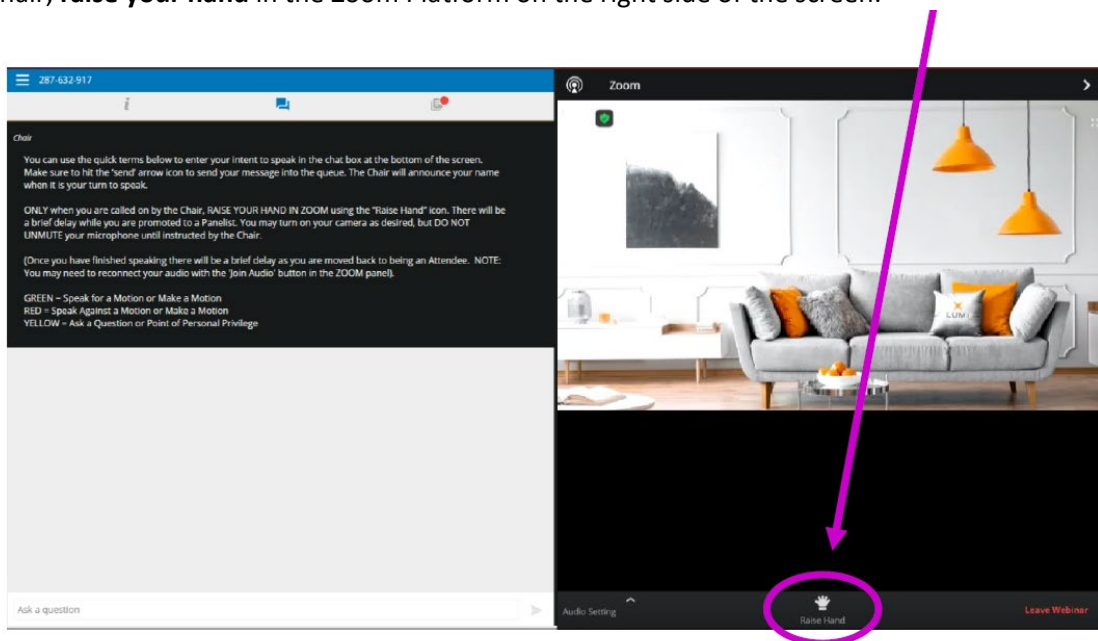 hair, raise your hand in the Zoom Platform on the right side of the screen.
287-632-917
i
Chair
You can use the quick terms below to enter your intent to speak in the chat box at the bottom of the screen.
Make sure to hit the 'send' arrow icon to send your message into the queue. The Chair will announce your name
when it is your turn to speak.
ONLY when you are called on by the Chair, RAISE YOUR HAND IN ZOOM using the "Raise Hand" icon. There will be
a brief delay while you are promoted to a Panelist. You may turn on your camera as desired, but DO NOT
UNMUTE your microphone until instructed by the Chair.
(Once you have finished speaking there will be a brief delay as you are moved back to being an Attendee. NOTE:
You may need to reconnect your audio with the 'Join Audio' button in the ZOOM panel).
GREEN – Speak for a Motion or Make a Motion
RED = Speak Against a Motion or Make a Motion
YELLOW – Ask a Question or Point of Personal Privilege
Ask a question
Zoom
LUMI
Audio Setting
Raise Hand
Leave Webinar